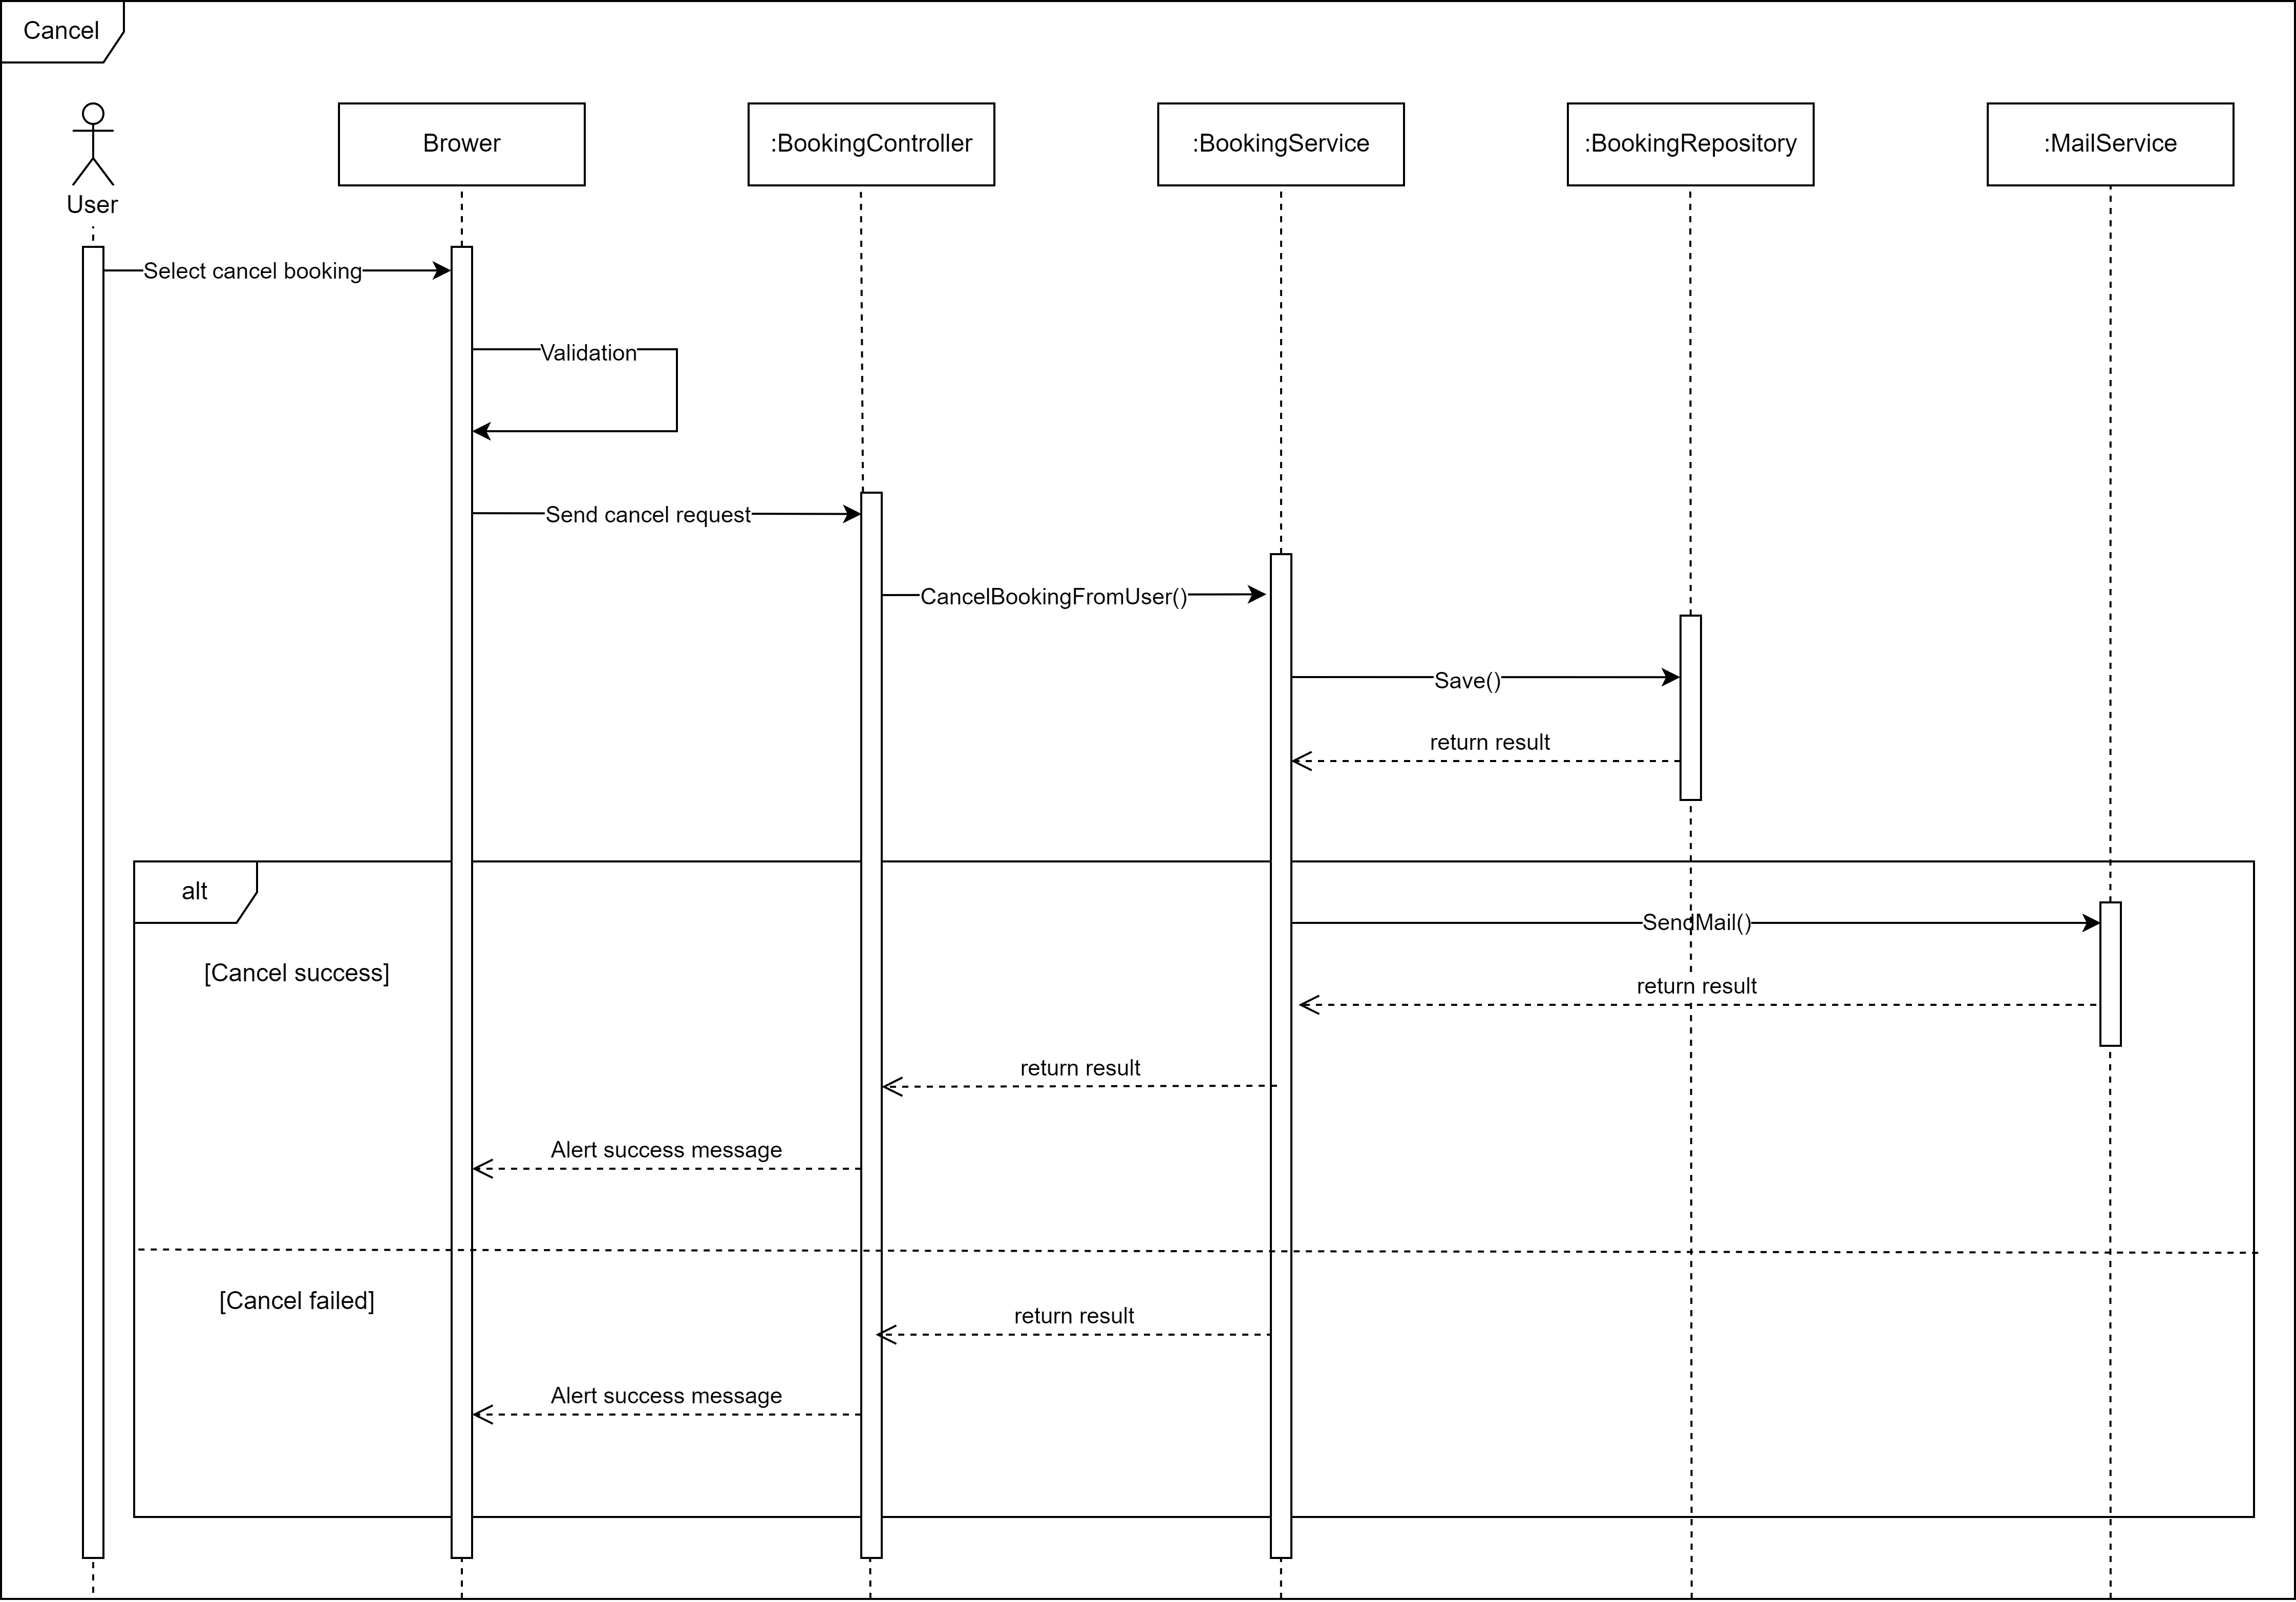 Cancel
User
Brower
:BookingController
:BookingService
:BookingRepository
:MailService
Select cancel booking
Validation
Send cancel request
CancelBookingFromUser()
Save()
return result
alt
SendMail()
[Cancel success]
return result
return result
Alert success message
[Cancel failed]
return result
Alert success message